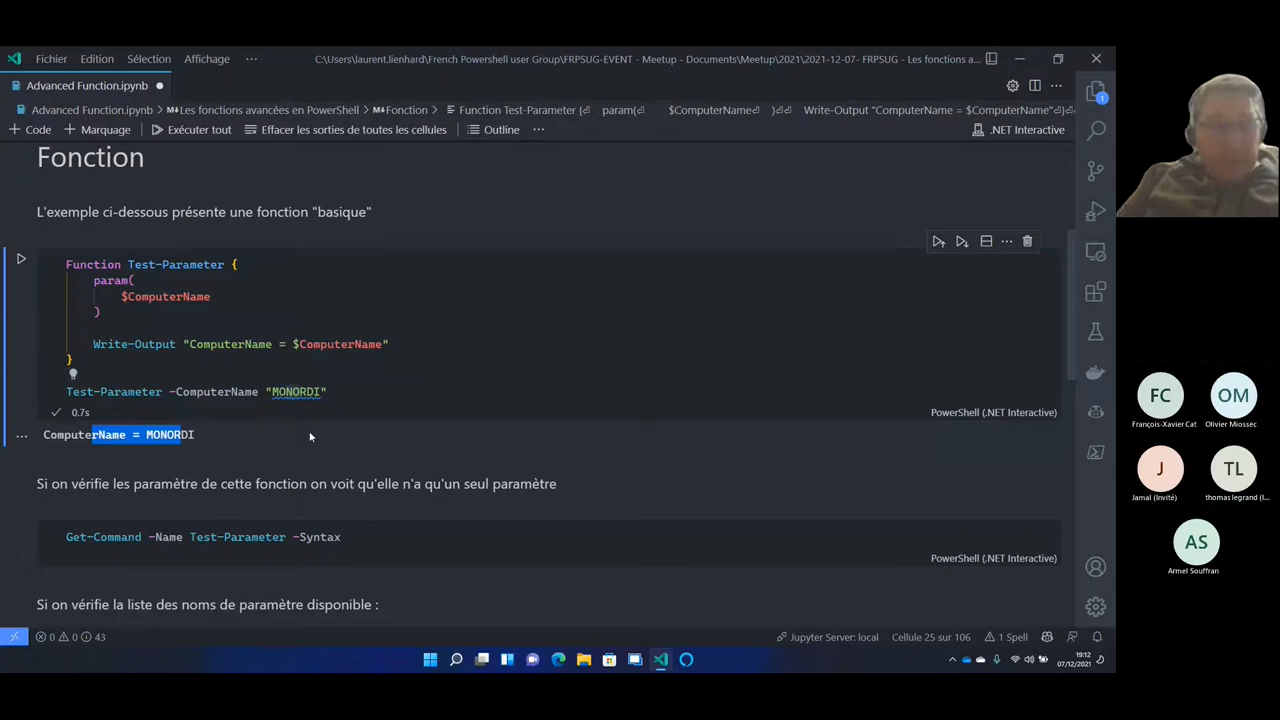 Fichier Edition Sélection Affichage ···
C:\Users\laurent.lienhard\French Powershell user Group\FRPSUG-EVENT - Meetup - Documents\Meetup\2021\2021-12-07- FRPSUG - Les fonctions a...
Advanced Function.ipynb
Advanced Function.ipynb > Les fonctions avancées en PowerShell > Fonction > Function Test-Parameter { param( $ComputerName ) Write-Output "ComputerName = $ComputerName" }
+ Code + Marquage Exécuter tout Effacer les sorties de toutes les cellules Outline ··· .NET Interactive
1
Fonction
L'exemple ci-dessous présente une fonction "basique"
Function Test-Parameter {
param(
$ComputerName
)
Write-Output "ComputerName = $ComputerName"
}
Test-Parameter -ComputerName "MONORDI"
0.7s
PowerShell (.NET Interactive)
ComputerName = MONORDI
Si on vérifie les paramètre de cette fonction on voit qu'elle n'a qu'un seul paramètre
Get-Command -Name Test-Parameter -Syntax
PowerShell (.NET Interactive)
Si on vérifie la liste des noms de paramètre disponible :
0 0 43
Jupyter Server: local Cellule 25 sur 106 1 Spell
19:12
07/12/2021
FC
François-Xavier Cat
OM
Olivier Miossec
J
Jamal (Invité)
TL
thomas legrand (I...
AS
Armel Souffran